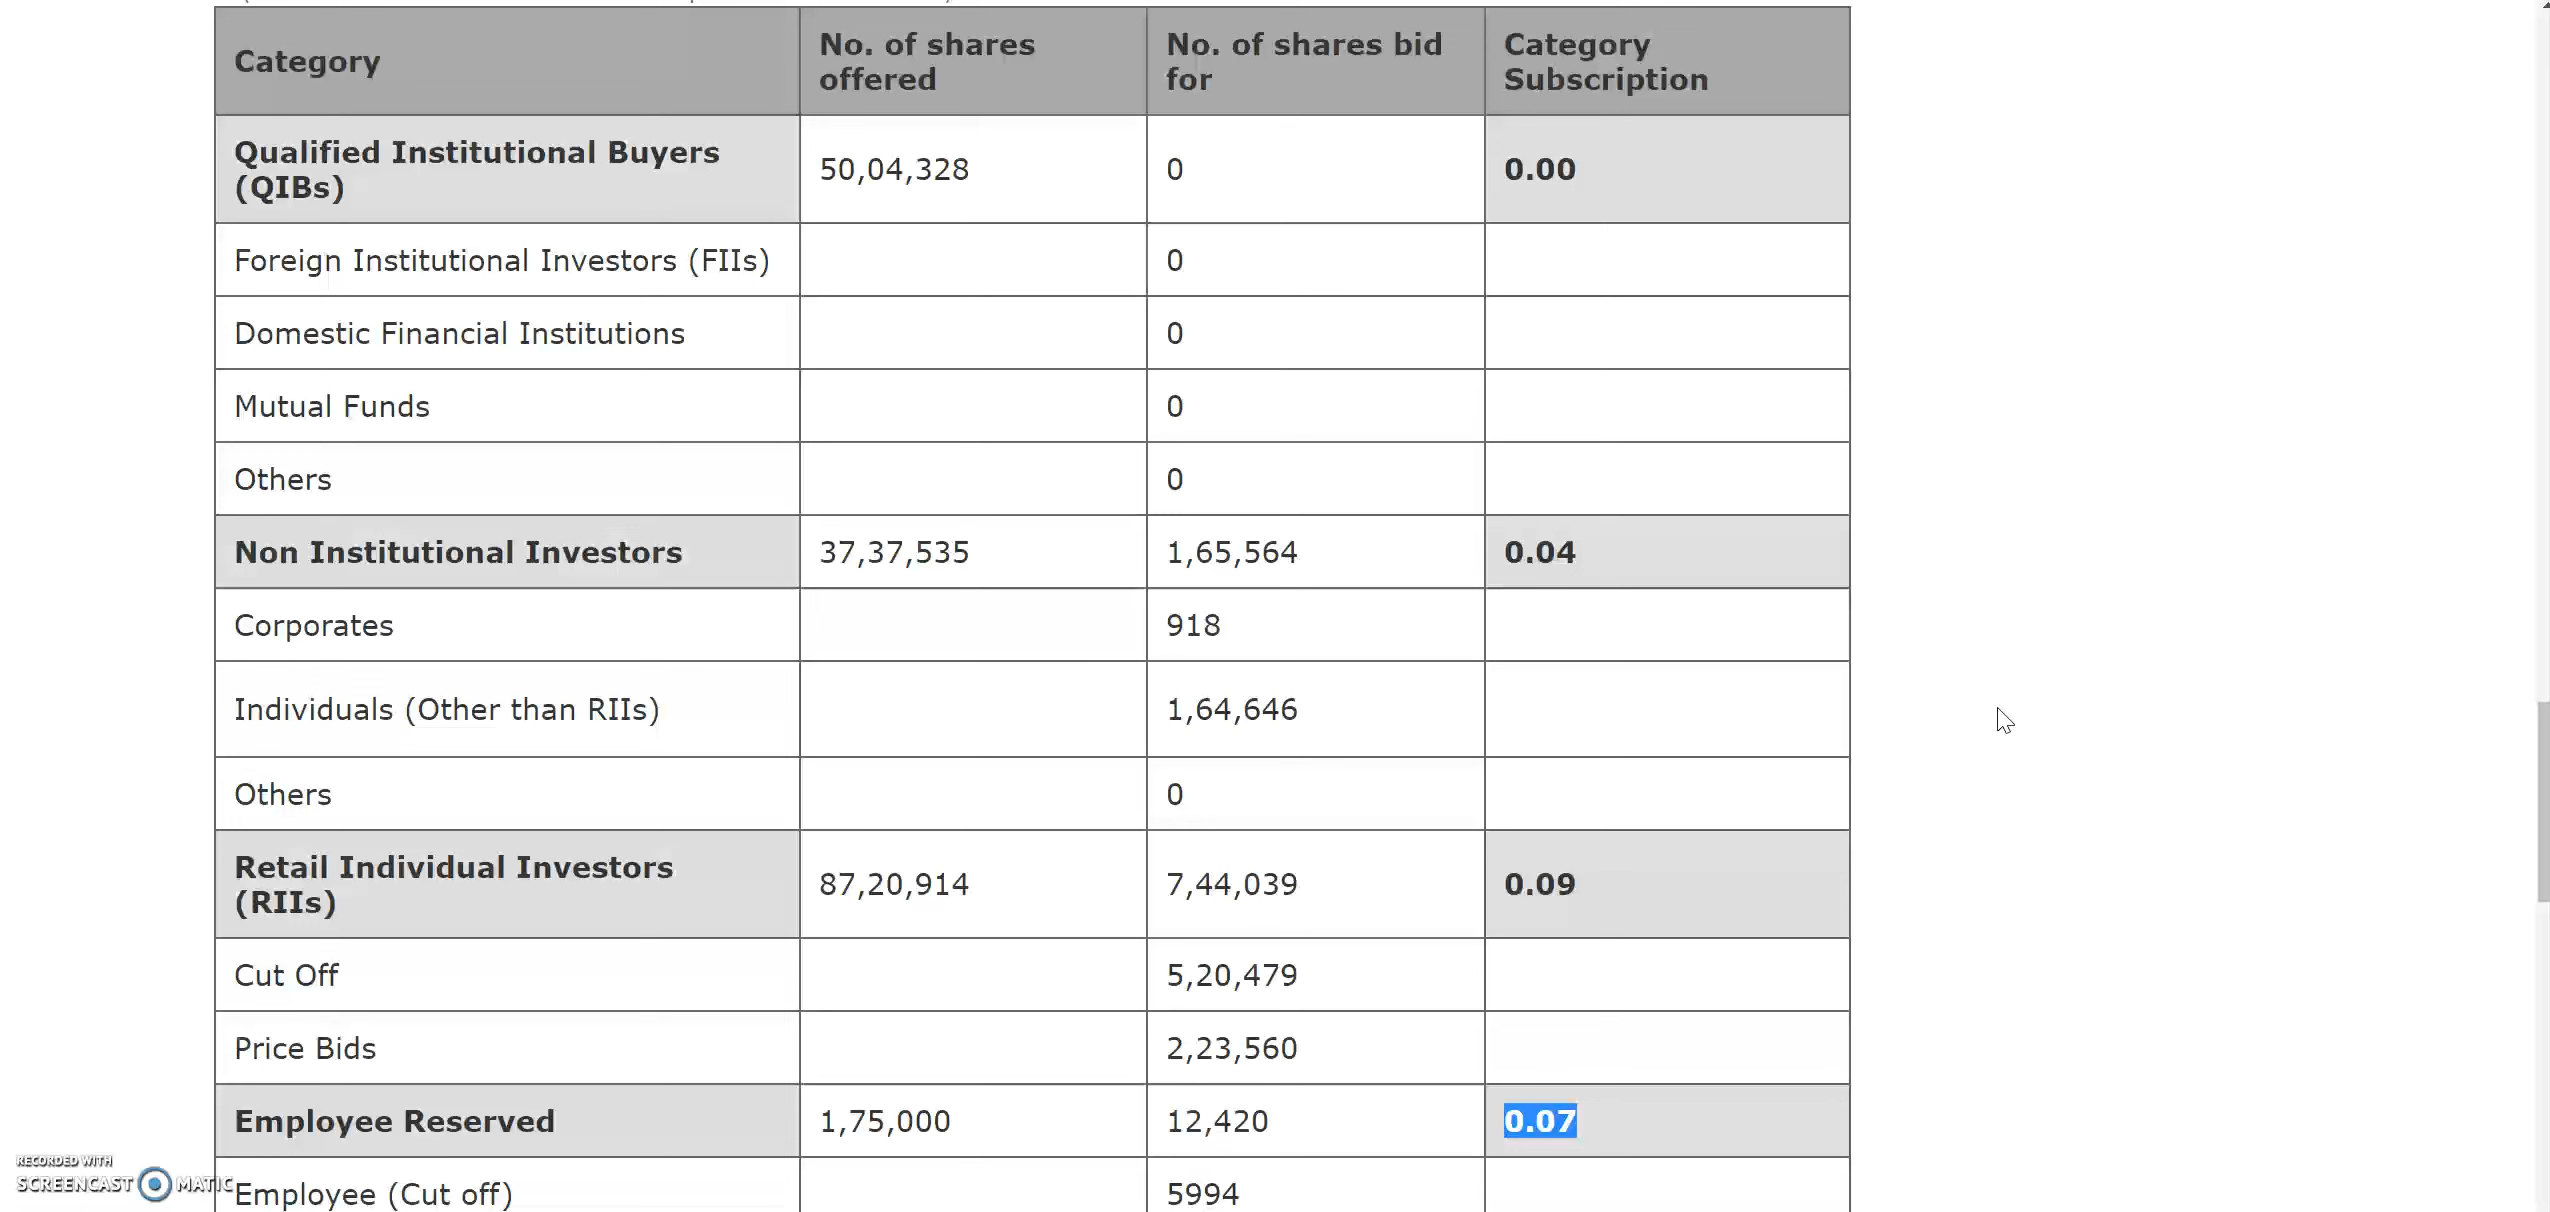 Category
No. of shares
offered
No. of shares bid
for
Category
Subscription
Qualified Institutional Buyers
(QIBs)
50,04,328
0
0.00
Foreign Institutional Investors (FIIs)
0
Domestic Financial Institutions
0
Mutual Funds
0
Others
0
Non Institutional Investors
37,37,535
1,65,564
0.04
Corporates
918
Individuals (Other than RIIs)
1,64,646
Others
0
Retail Individual Investors
(RIIs)
87,20,914
7,44,039
0.09
Cut Off
5,20,479
Price Bids
2,23,560
Employee Reserved
1,75,000
12,420
0.07
Employee (Cut off)
5994
RECORDED WITH
SCREENCAST MATIC